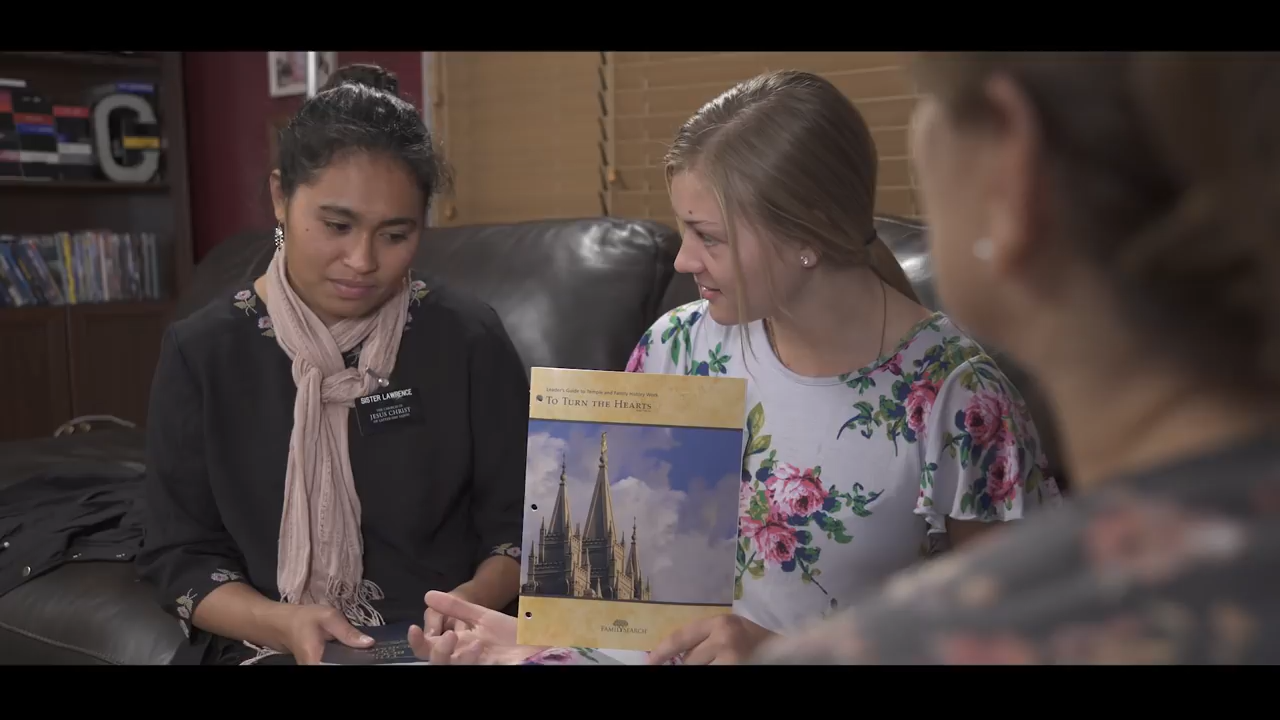 C
SISTER LAWRENCE
THE CHURCH OF
JESUS CHRIST
OF LATTER-DAY SAINTS
Leader's Guide to Temple and Family History Work
To Turn the Hearts
FamilySearch